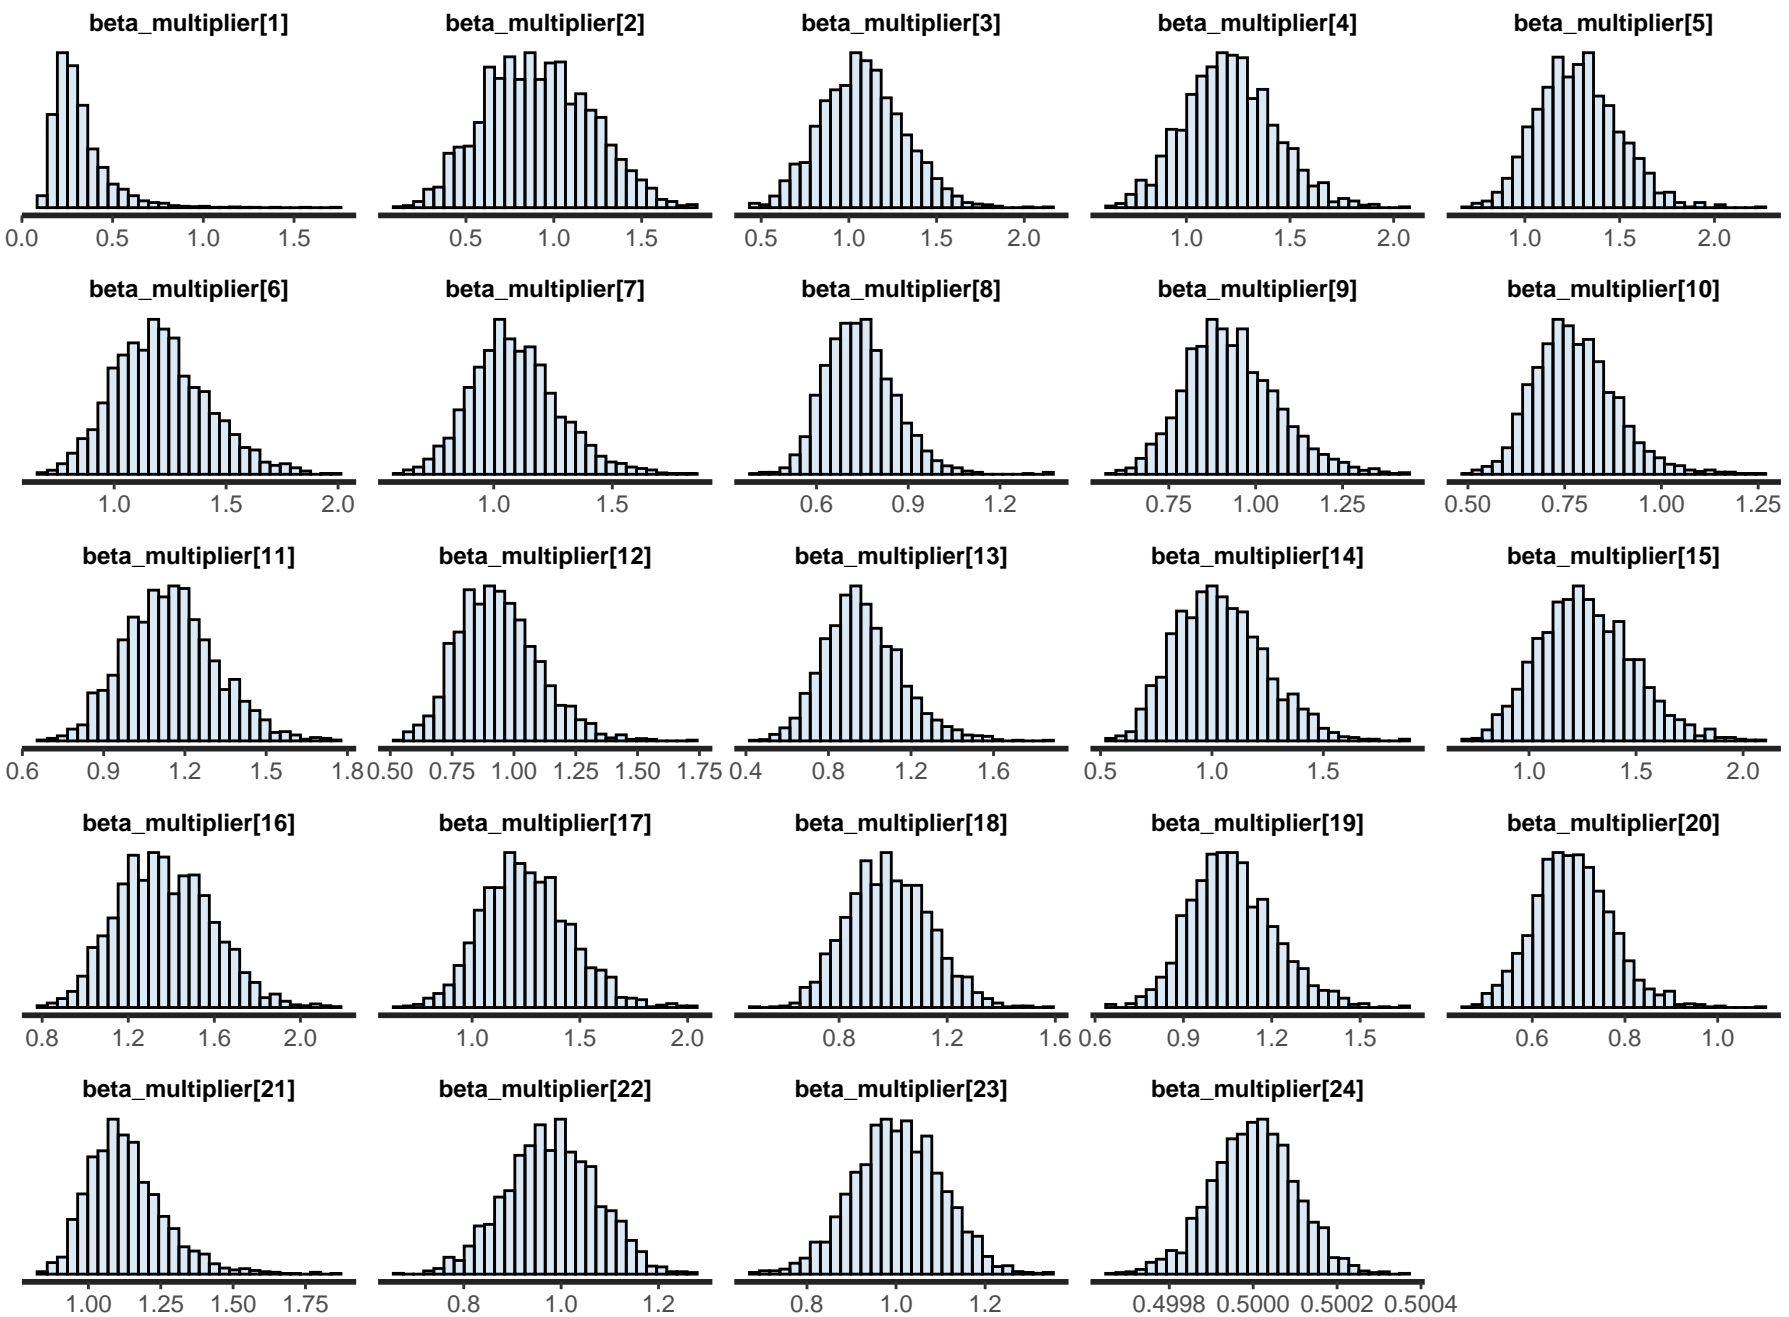 beta_multiplier[1] beta_multiplier[2] beta_multiplier[3] beta_multiplier[4] beta_multiplier[5]
0.0 0.5 1.0 1.5 0.5 1.0 1.5 0.5 1.0 1.5 2.0 1.0 1.5 2.0 1.0 1.5 2.0
beta_multiplier[6] beta_multiplier[7] beta_multiplier[8] beta_multiplier[9] beta_multiplier[10]
1.0 1.5 2.0 1.0 1.5 0.6 0.9 1.2 0.75 1.00 1.25 0.50 0.75 1.00 1.25
beta_multiplier[11] beta_multiplier[12] beta_multiplier[13] beta_multiplier[14] beta_multiplier[15]
0.6 0.9 1.2 1.5 1.8 0.50 0.75 1.00 1.25 1.50 1.75 0.4 0.8 1.2 1.6 0.5 1.0 1.5 1.0 1.5 2.0
beta_multiplier[16] beta_multiplier[17] beta_multiplier[18] beta_multiplier[19] beta_multiplier[20]
0.8 1.2 1.6 2.0 1.0 1.5 2.0 0.8 1.2 1.6 0.6 0.9 1.2 1.5 0.6 0.8 1.0
beta_multiplier[21] beta_multiplier[22] beta_multiplier[23] beta_multiplier[24]
1.00 1.25 1.50 1.75 0.8 1.0 1.2 0.8 1.0 1.2 0.4998 0.5000 0.5002 0.5004